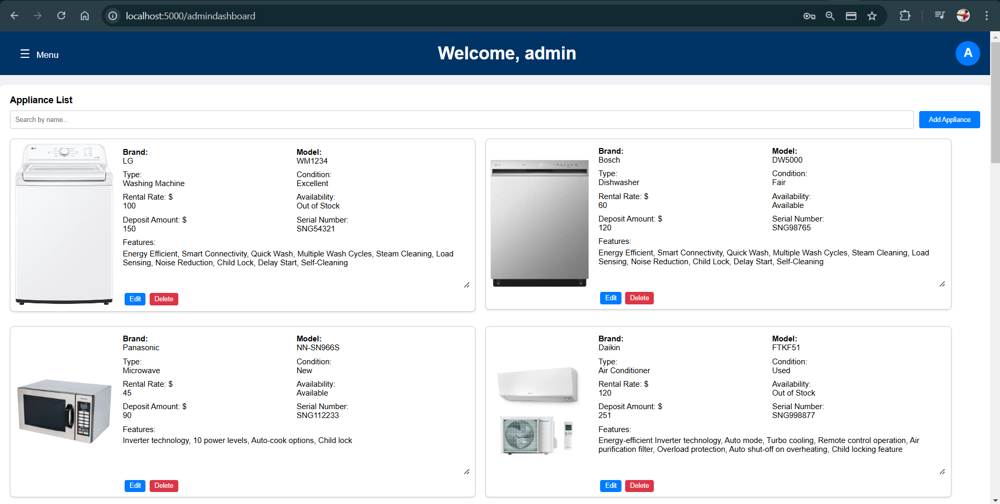 localhost:5000/admindashboard
☰ Menu
Welcome, admin
A
Appliance List
Search by name...
Add Appliance
LG
Brand:
LG
Model:
WM1234
Type:
Washing Machine
Condition:
Excellent
Rental Rate: $
100
Availability:
Out of Stock
Deposit Amount: $
150
Serial Number:
SNG54321
Features:
Energy Efficient, Smart Connectivity, Quick Wash, Multiple Wash Cycles, Steam Cleaning, Load
Sensing, Noise Reduction, Child Lock, Delay Start, Self-Cleaning
Edit
Delete
LG
Brand:
Bosch
Model:
DW5000
Type:
Dishwasher
Condition:
Fair
Rental Rate: $
60
Availability:
Available
Deposit Amount: $
120
Serial Number:
SNG98765
Features:
Energy Efficient, Smart Connectivity, Quick Wash, Multiple Wash Cycles, Steam Cleaning, Load
Sensing, Noise Reduction, Child Lock, Delay Start, Self-Cleaning
Edit
Delete
Brand:
Panasonic
Model:
NN-SN966S
Type:
Microwave
Condition:
New
Rental Rate: $
45
Availability:
Available
Deposit Amount: $
90
Serial Number:
SNG112233
Features:
Inverter technology, 10 power levels, Auto-cook options, Child lock
Edit
Delete
Brand:
Daikin
Model:
FTKF51
Type:
Air Conditioner
Condition:
Used
Rental Rate: $
120
Availability:
Out of Stock
Deposit Amount: $
251
Serial Number:
SNG998877
Features:
Energy-efficient Inverter technology, Auto mode, Turbo cooling, Remote control operation, Air
purification filter, Overload protection, Auto shut-off on overheating, Child locking feature
Edit
Delete